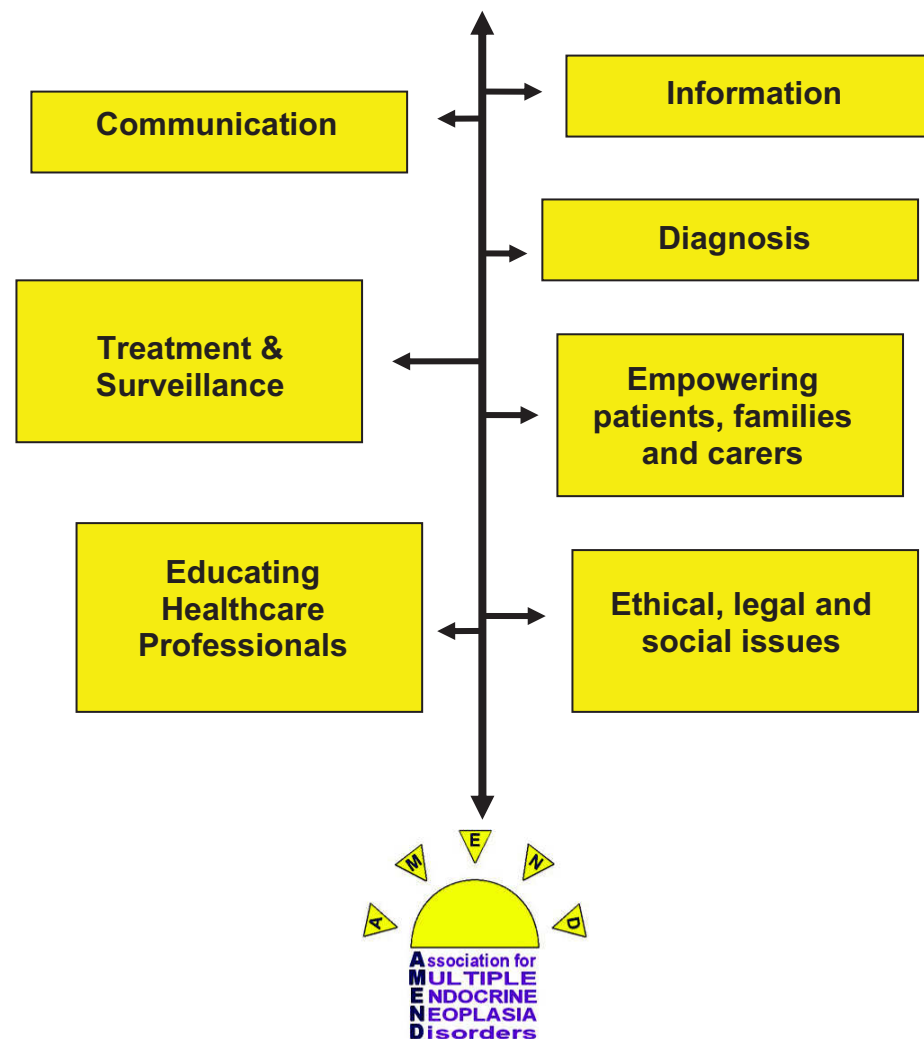 Information
Communication
Diagnosis
Treatment &
Surveillance
Empowering
patients, families
and carers
Educating
Healthcare
Professionals
Ethical, legal and
social issues
A M E N D
Association for
MULTIPLE
ENDOCRINE
NEOPLASIA
Disorders